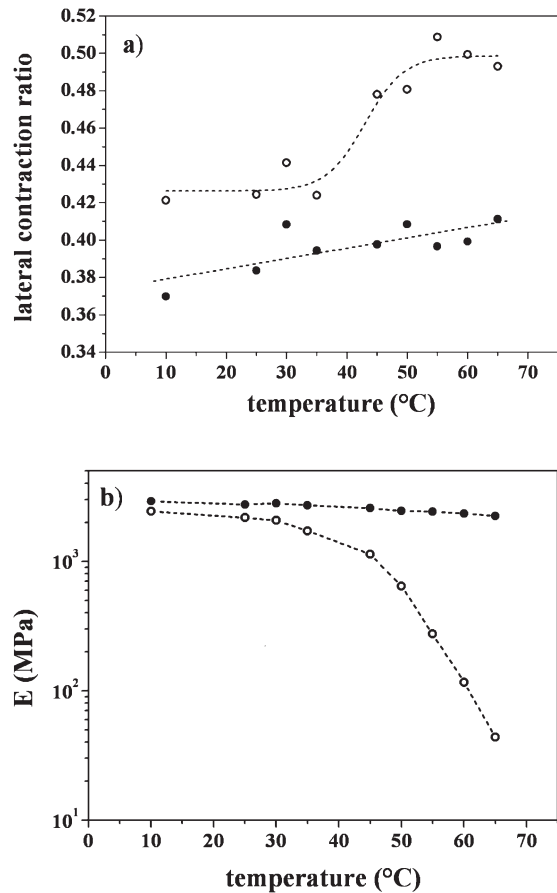 a)
lateral contraction ratio
0.52
0.50
0.48
0.46
0.44
0.42
0.40
0.38
0.36
0.34
0 10 20 30 40 50 60 70
temperature (°C)
b)
E (MPa)
10³
10²
10¹
0 10 20 30 40 50 60 70
temperature (°C)